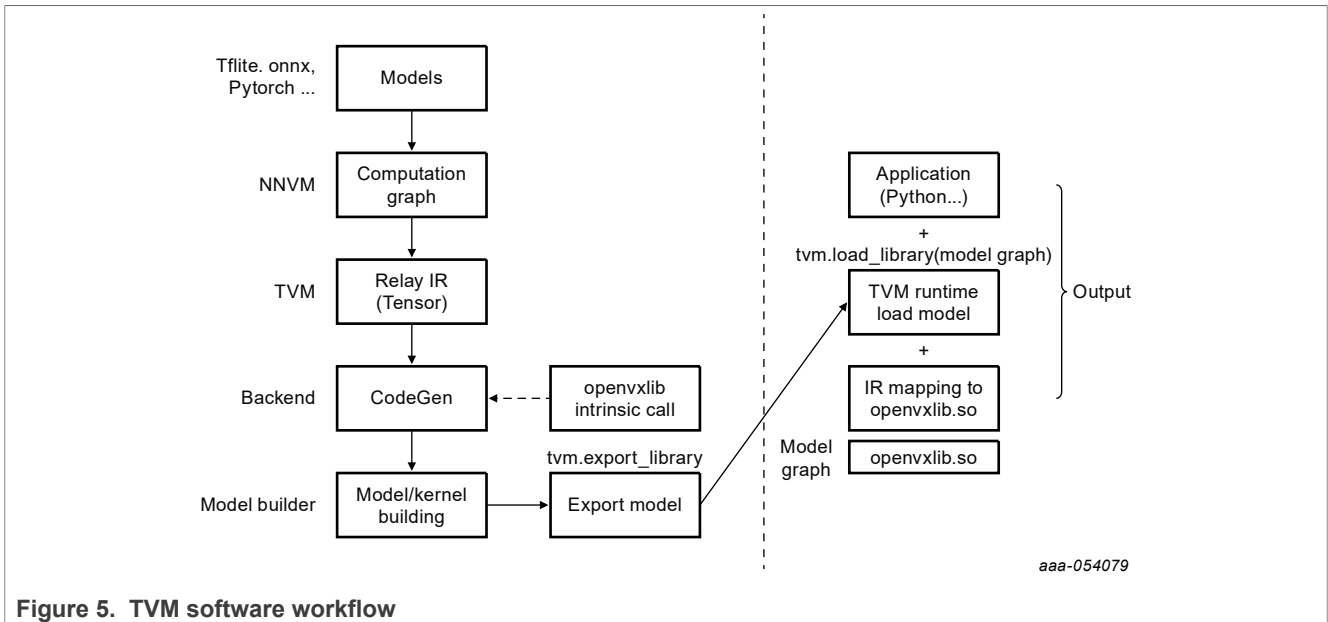 Tflite. onnx,
Pytorch ...
Models
NNVM
Computation
graph
TVM
Relay IR
(Tensor)
Backend
CodeGen
openvxlib
intrinsic call
Model builder
Model/kernel
building
tvm.export_library
Export model
Application
(Python...)
+
tvm.load_library(model graph)
TVM runtime
load model
+
IR mapping to
openvxlib.so
Model
graph
openvxlib.so
Output
aaa-054079
Figure 5. TVM software workflow